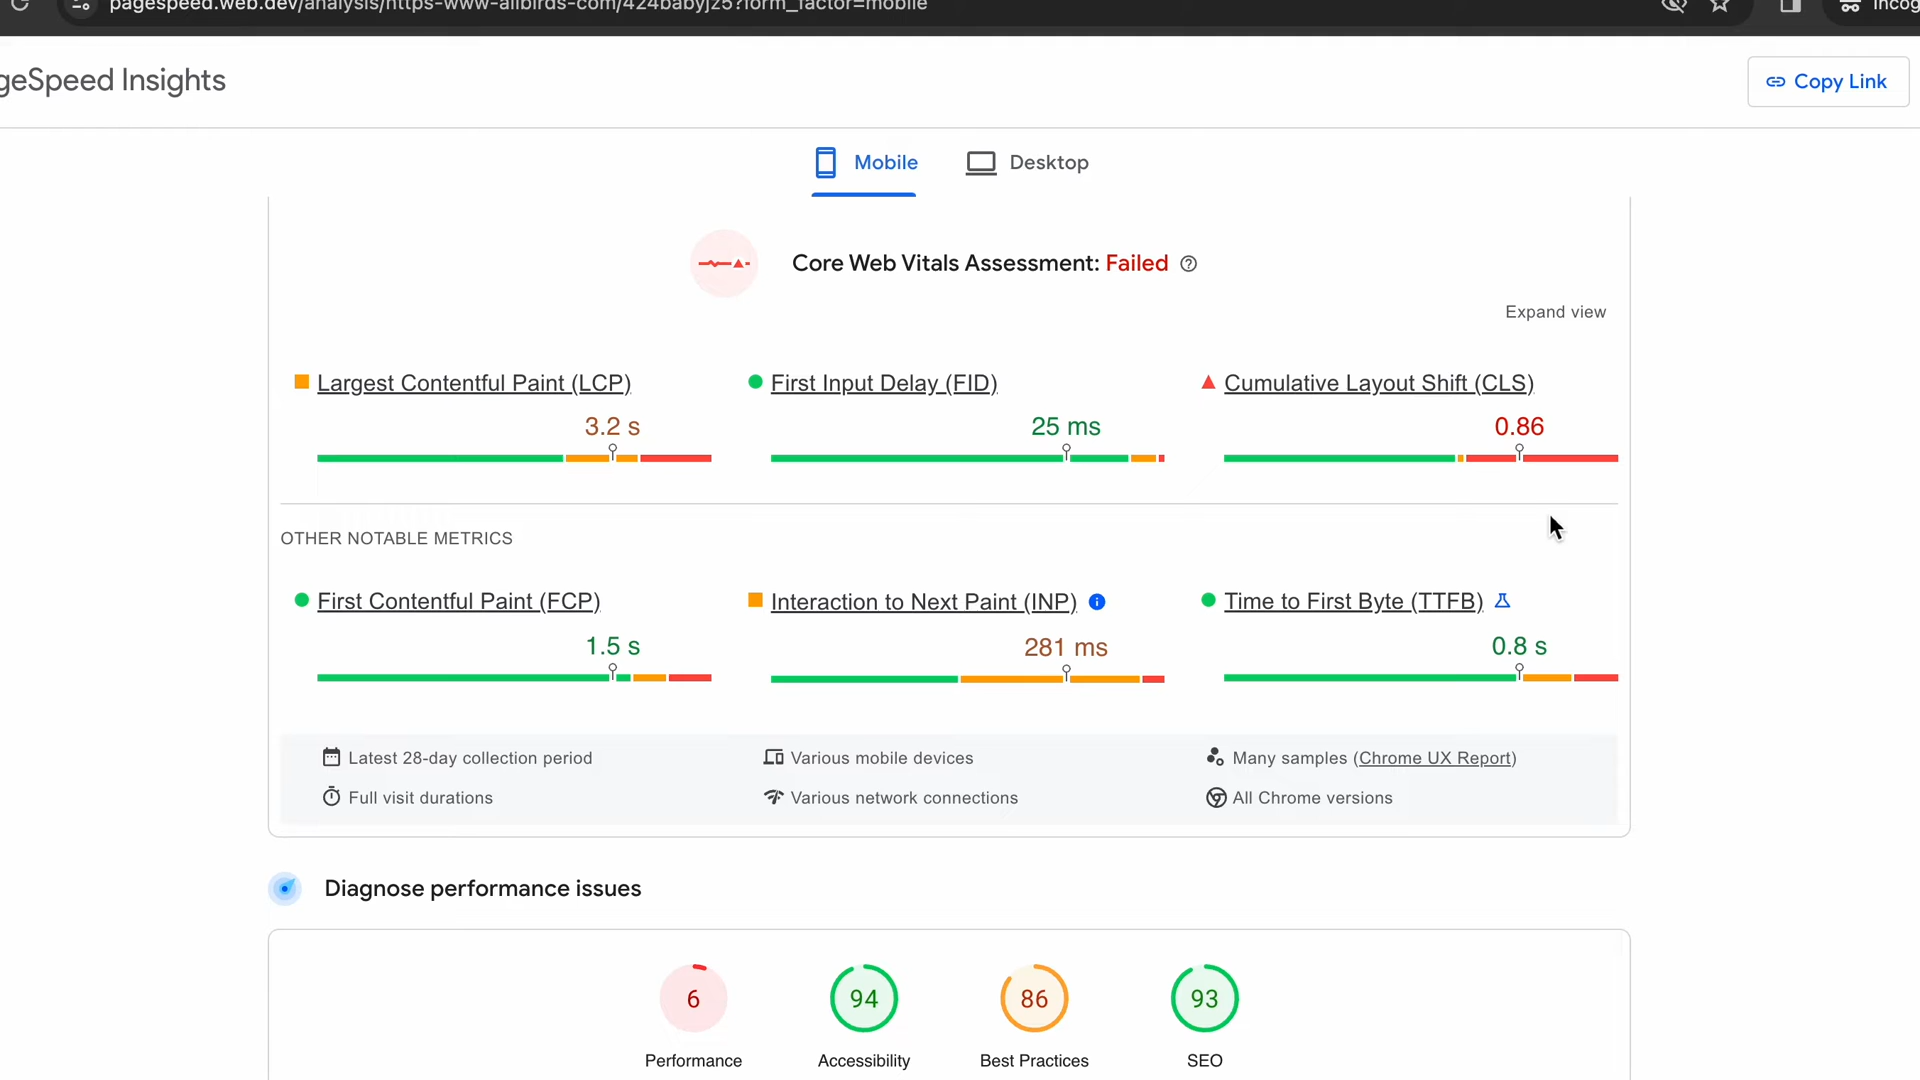 pagespeed.web.dev/analysis/https-www-allbirds-com/424babyjz5?form_factor=mobile
Incog
geSpeed Insights
Copy Link
Mobile
Desktop
Core Web Vitals Assessment: Failed
Expand view
Largest Contentful Paint (LCP)
First Input Delay (FID)
Cumulative Layout Shift (CLS)
3.2 s
25 ms
0.86
OTHER NOTABLE METRICS
First Contentful Paint (FCP)
Interaction to Next Paint (INP)
Time to First Byte (TTFB)
1.5 s
281 ms
0.8 s
Latest 28-day collection period
Various mobile devices
Many samples (Chrome UX Report)
Full visit durations
Various network connections
All Chrome versions
Diagnose performance issues
6
94
86
93
Performance
Accessibility
Best Practices
SEO